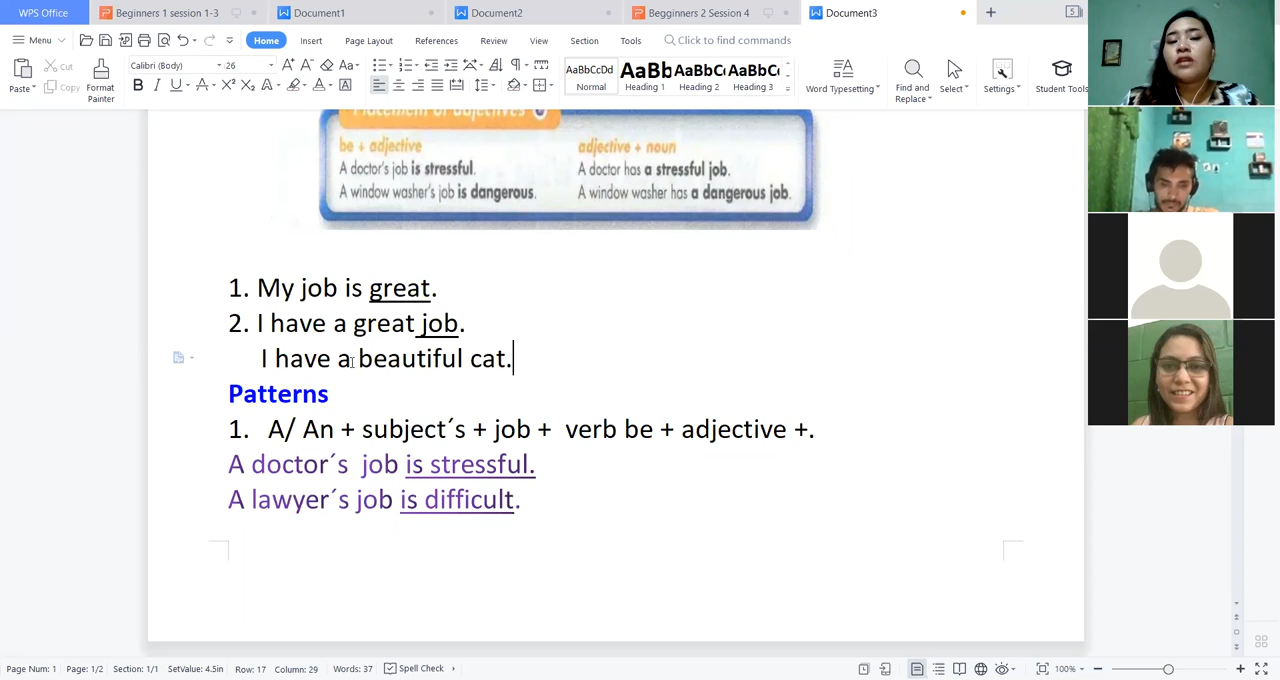 WPS Office
Beginners 1 session 1-3
Document1
Document2
Begginers 2 Session 4
Document3
5
Menu
Home
Insert
Page Layout
References
Review
View
Section
Tools
Click to find commands
Paste
Cut
Copy
Format Painter
Calibri (Body)
26
AaBbCcDd
Normal
AaBb
Heading 1
AaBbC
Heading 2
AaBbC
Heading 3
Word Typesetting
Find and Replace
Select
Settings
Student Tools
Placement of adjectives
be + adjective
A doctor's job is stressful.
A window washer's job is dangerous.
adjective + noun
A doctor has a stressful job.
A window washer has a dangerous job.
1. My job is great.
2. I have a great job.
I have a beautiful cat.
Patterns
1. A/ An + subject´s + job + verb be + adjective +.
A doctor´s job is stressful.
A lawyer´s job is difficult.
Page Num: 1 Page: 1/2 Section: 1/1 SetValue: 4.5in Row: 17 Column: 29 Words: 37 Spell Check
100%